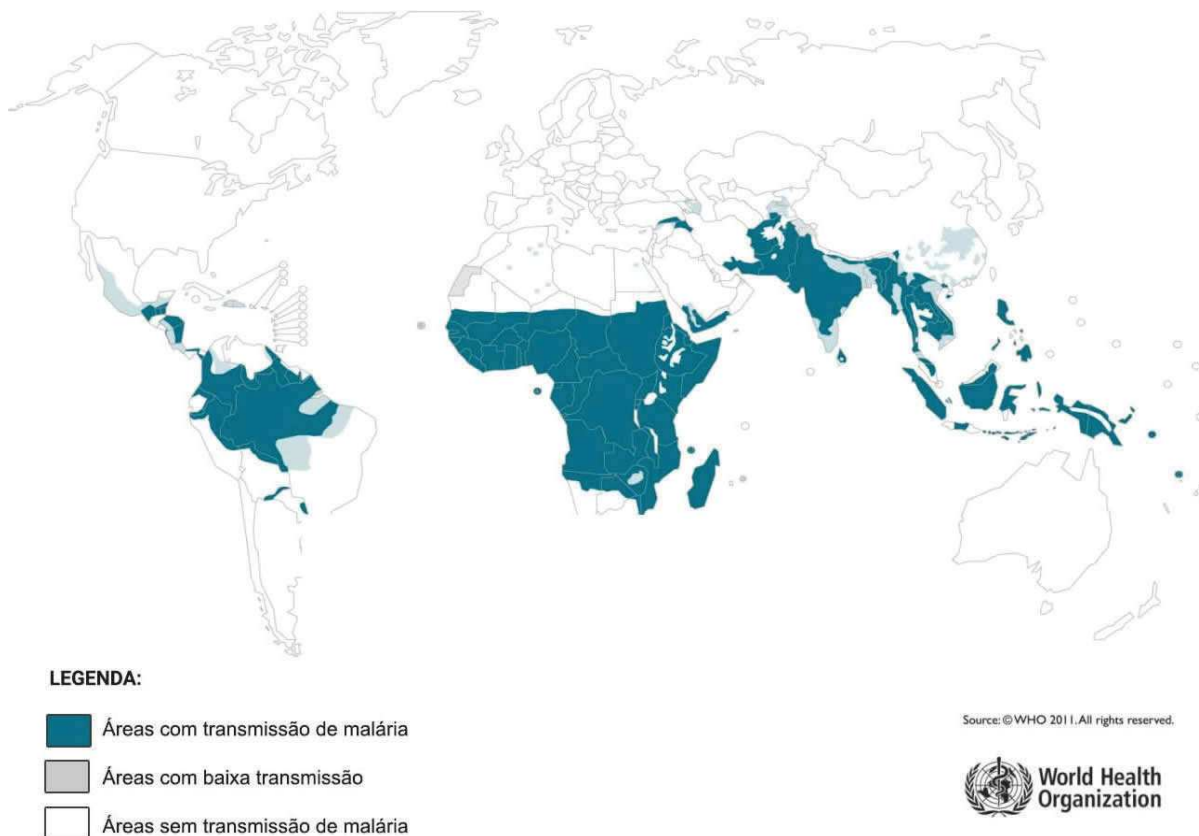 LEGENDA:
Áreas com transmissão de malária
Áreas com baixa transmissão
Áreas sem transmissão de malária
Source: © WHO 2011. All rights reserved.
World Health
Organization